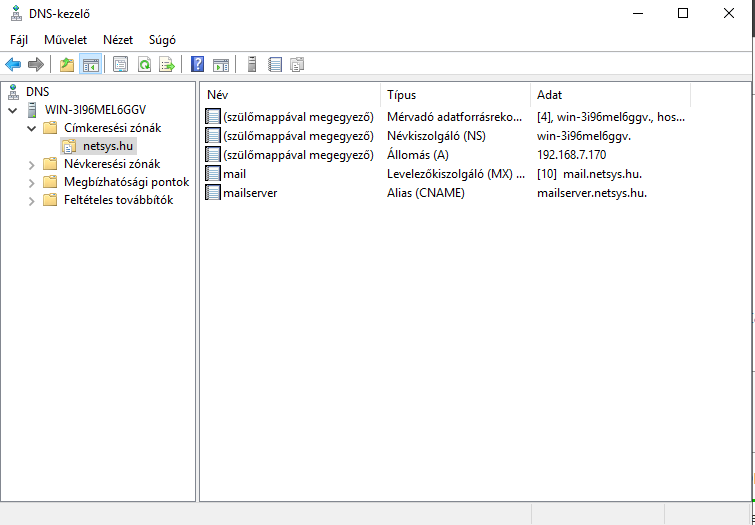 DNS-kezelő
Fájl Művelet Nézet Súgó
DNS
WIN-3I96MEL6GGV
Címkeresési zónák
netsys.hu
Névkeresési zónák
Megbízhatósági pontok
Feltételes továbbítók
Név Típus Adat
(szülőmappával megegyező) Mérvadó adatforrásreko... [4], win-3i96mel6ggv., hos...
(szülőmappával megegyező) Névkiszolgáló (NS) win-3i96mel6ggv.
(szülőmappával megegyező) Állomás (A) 192.168.7.170
mail Levelezőkiszolgáló (MX) ... [10] mail.netsys.hu.
mailserver Alias (CNAME) mailserver.netsys.hu.